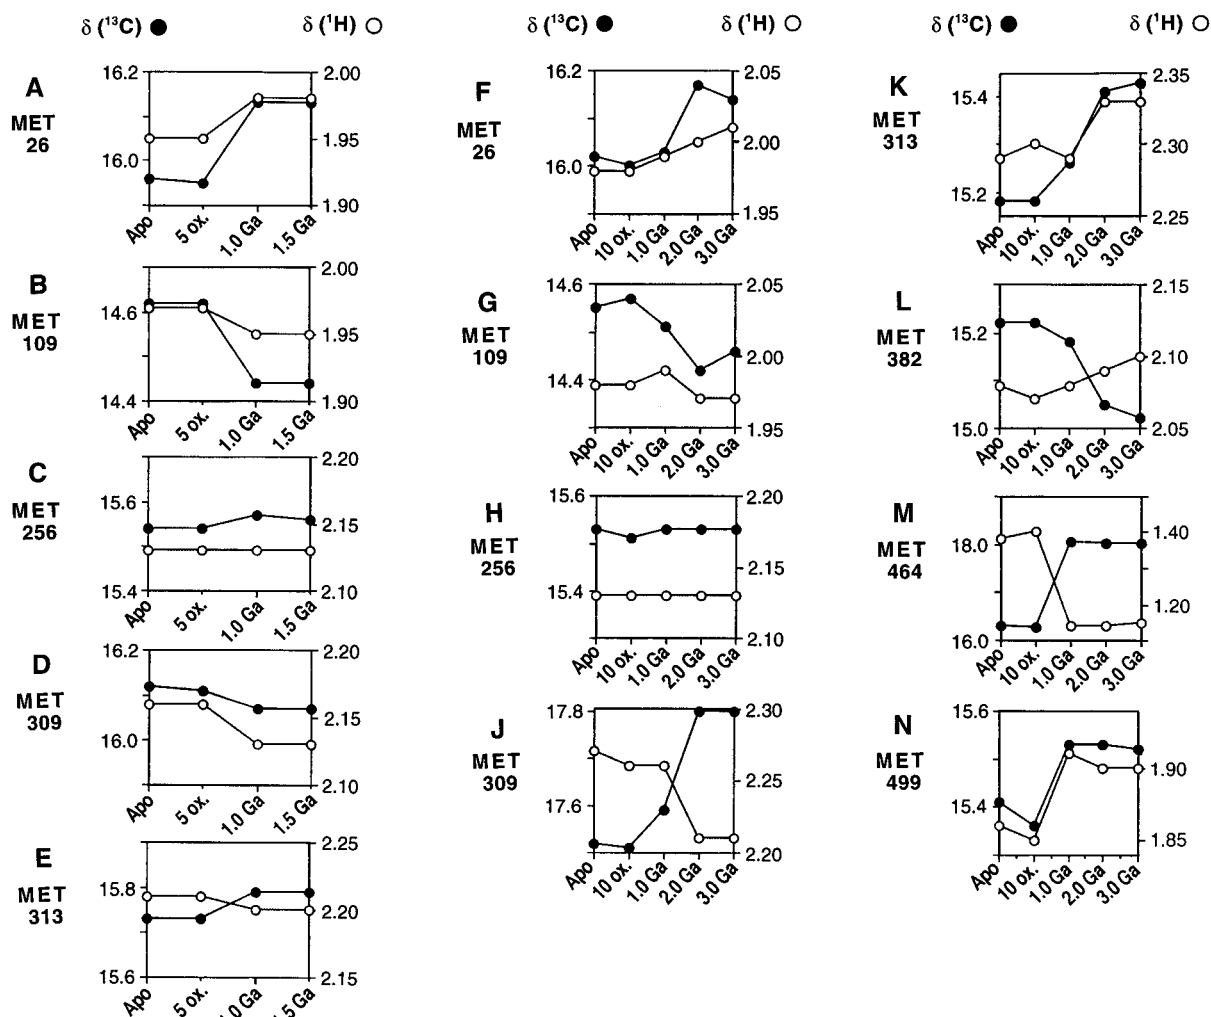 δ (¹³C) ● δ (¹H) ○
A
MET
26
16.2
16.0
2.00
1.95
1.90
Apo
5 ox.
1.0 Ga
1.5 Ga
B
MET
109
14.6
14.4
2.00
1.95
1.90
Apo
5 ox.
1.0 Ga
1.5 Ga
C
MET
256
15.6
15.4
2.20
2.15
2.10
Apo
5 ox.
1.0 Ga
1.5 Ga
D
MET
309
16.2
16.0
2.20
2.15
2.10
Apo
5 ox.
1.0 Ga
1.5 Ga
E
MET
313
15.8
15.6
2.25
2.20
2.15
Apo
5 ox.
.0 Ga
.5 Ga
δ (¹³C) ● δ (¹H) ○
F
MET
26
16.2
16.0
2.05
2.00
1.95
Apo
10 ox.
1.0 Ga
2.0 Ga
3.0 Ga
G
MET
109
14.6
14.4
2.05
2.00
1.95
Apo
10 ox.
1.0 Ga
2.0 Ga
3.0 Ga
H
MET
256
15.6
15.4
2.20
2.15
2.10
Apo
10 ox.
1.0 Ga
2.0 Ga
3.0 Ga
J
MET
309
17.8
17.6
2.30
2.25
2.20
Apo
10 ox.
1.0 Ga
2.0 Ga
3.0 Ga
δ (¹³C) ● δ (¹H) ○
K
MET
313
15.4
15.2
2.35
2.30
2.25
Apo
10 ox.
1.0 Ga
2.0 Ga
3.0 Ga
L
MET
382
15.2
15.0
2.15
2.10
2.05
Apo
10 ox.
1.0 Ga
2.0 Ga
3.0 Ga
M
MET
464
18.0
16.0
1.40
1.20
Apo
10 ox.
1.0 Ga
2.0 Ga
3.0 Ga
N
MET
499
15.6
15.4
1.90
1.85
Apo
10 ox.
1.0 Ga
2.0 Ga
3.0 Ga